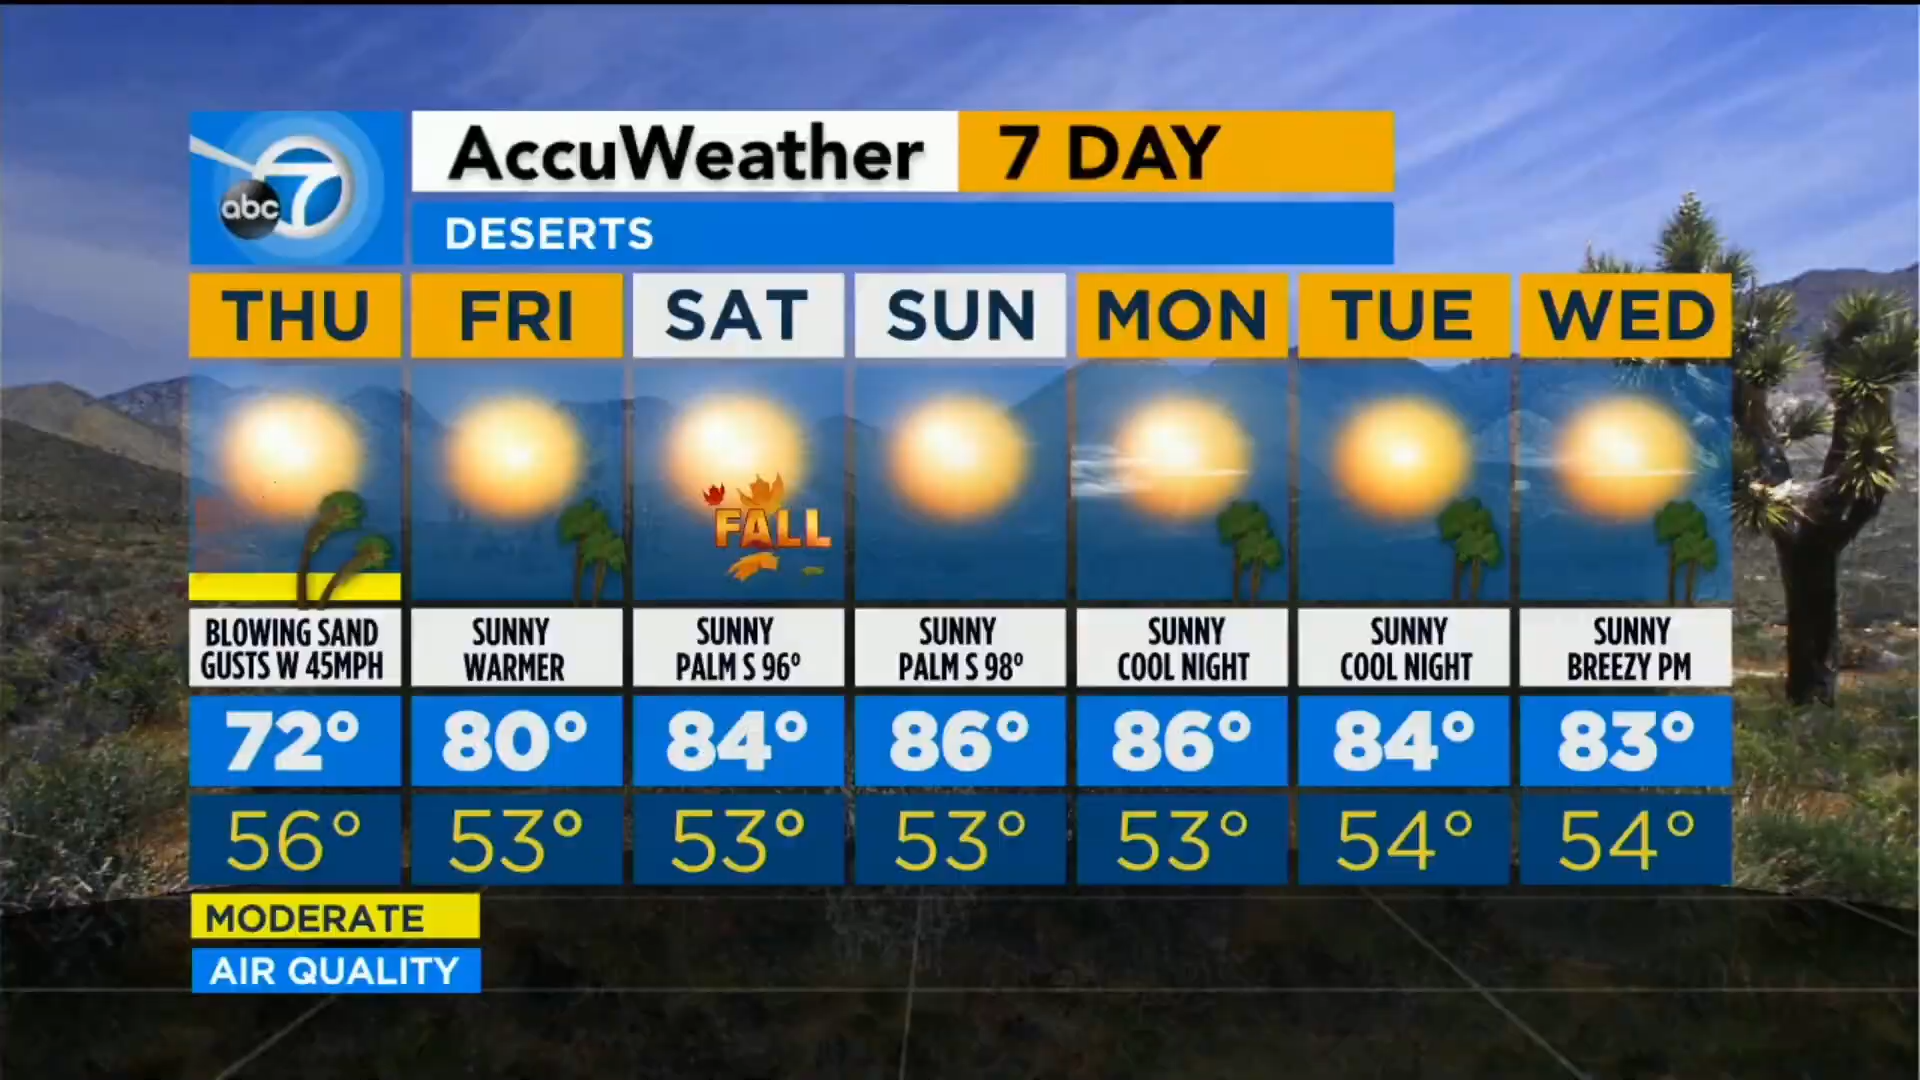 abc 7
AccuWeather 7 DAY
DESERTS
THU FRI SAT SUN MON TUE WED
FALL
BLOWING SAND SUNNY SUNNY SUNNY SUNNY SUNNY SUNNY
GUSTS W 45MPH WARMER PALM S 96° PALM S 98° COOL NIGHT COOL NIGHT BREEZY PM
72° 80° 84° 86° 86° 84° 83°
56° 53° 53° 53° 53° 54° 54°
MODERATE
AIR QUALITY